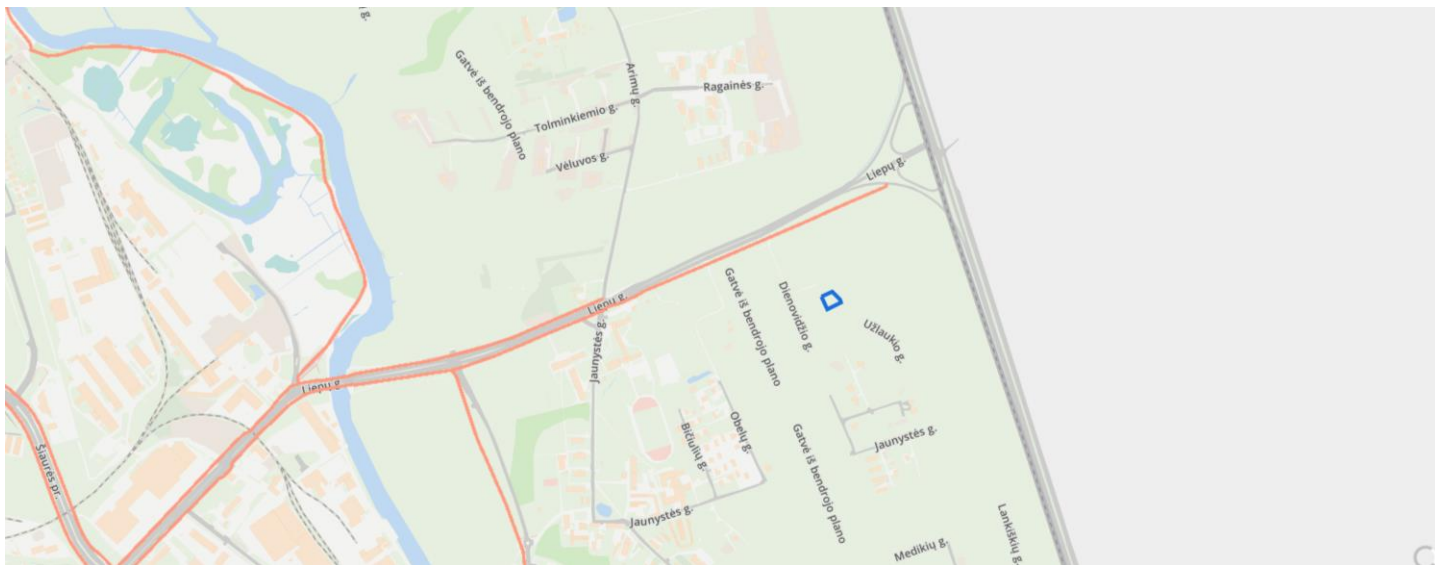 g.
Gatvė iš bendrojo plano
Arimų g.
Ragainės g.
Tolminkiemio g.
Vėluvos g.
Liepų g.
Liepų g.
Gatvė iš bendrojo plano
Dienovidžio g.
Užlaukio g.
Jaunystės g.
Liepų g.
Obelų g.
Bičiulių g.
Jaunystės g.
Gatvė iš bendrojo plano
Šiaurės pr.
Jaunystės g.
Medikių g.
Lankiškių g.